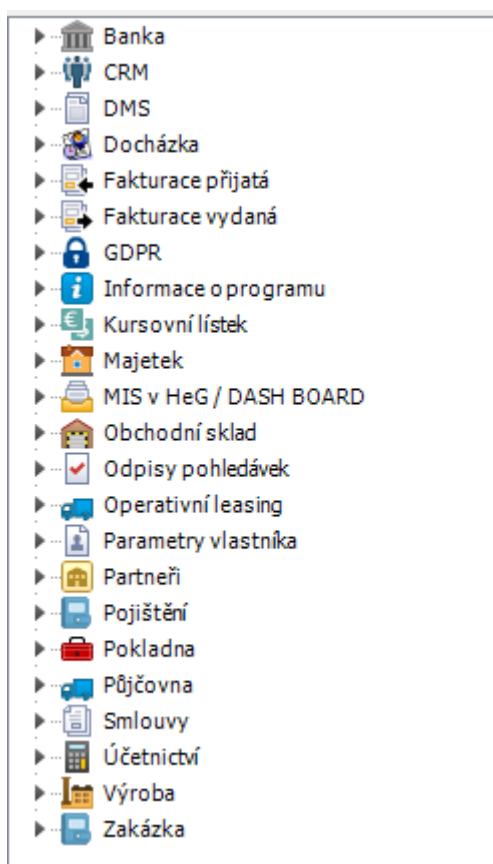 Banka
CRM
DMS
Docházka
Fakturace přijatá
Fakturace vydaná
GDPR
Informace o programu
Kursovní lístek
Majetek
MIS v HeG / DASH BOARD
Obchodní sklad
Odpisy pohledávek
Operativní leasing
Parametry vlastníka
Partneři
Pojištění
Pokladna
Půjčovna
Smlouvy
Účetnictví
Výroba
Zakázka